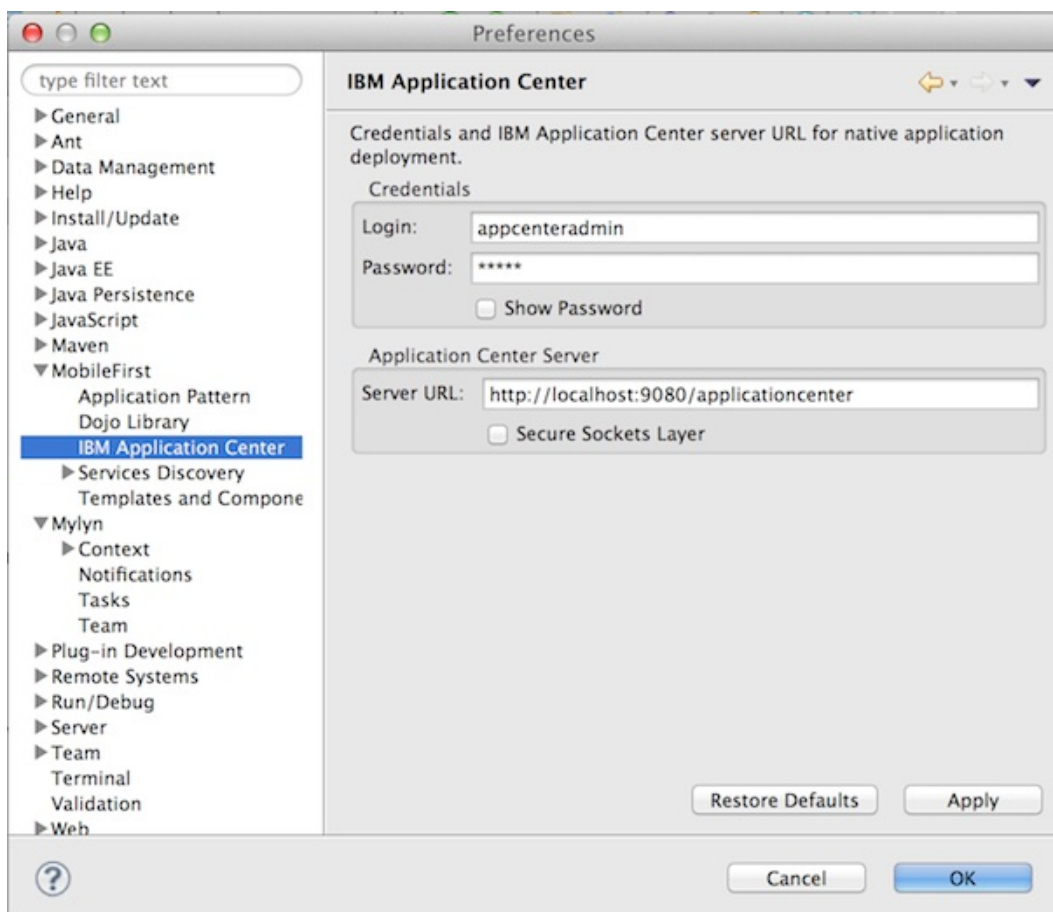 Preferences
type filter text
General
Ant
Data Management
Help
Install/Update
Java
Java EE
Java Persistence
JavaScript
Maven
MobileFirst
Application Pattern
Dojo Library
IBM Application Center
Services Discovery
Templates and Compone
Mylyn
Context
Notifications
Tasks
Team
Plug-in Development
Remote Systems
Run/Debug
Server
Team
Terminal
Validation
Web
IBM Application Center
Credentials and IBM Application Center server URL for native application
deployment.
Credentials
Login: appcenteradmin
Password: *****
Show Password
Application Center Server
Server URL: http://localhost:9080/applicationcenter
Secure Sockets Layer
Restore Defaults Apply
? Cancel OK